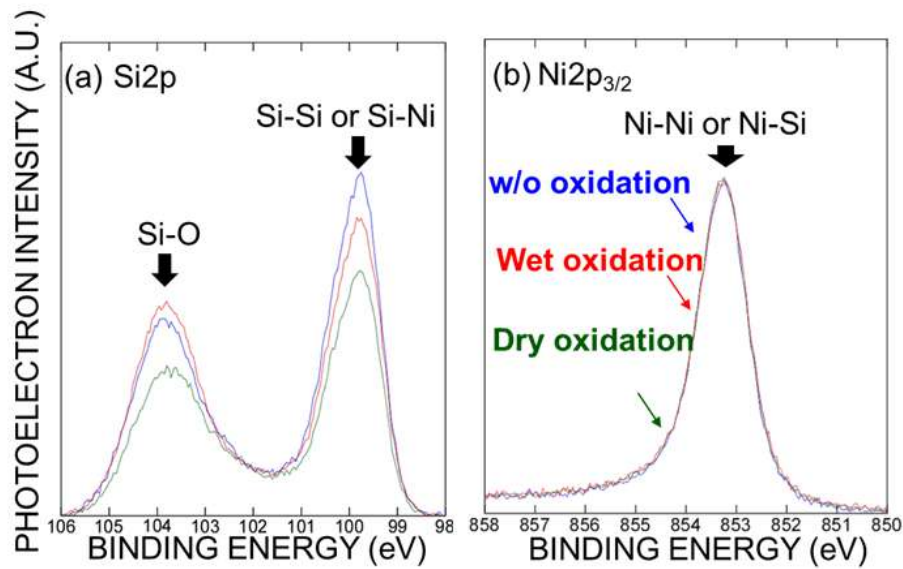 PHOTOELECTRON INTENSITY (A.U.)
(a) Si2p
Si-Si or Si-Ni
Si-O
106 105 104 103 102 101 100 99 98
BINDING ENERGY (eV)
(b) Ni2p3/2
Ni-Ni or Ni-Si
w/o oxidation
Wet oxidation
Dry oxidation
858 857 856 855 854 853 852 851 850
BINDING ENERGY (eV)